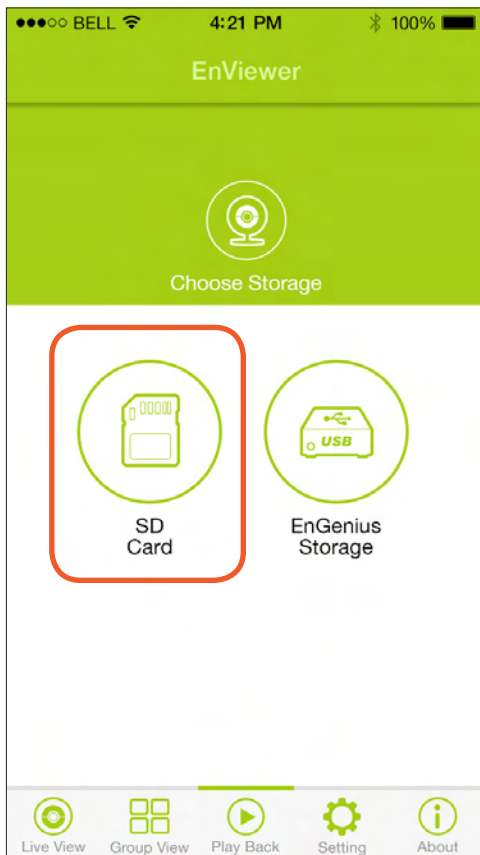 BELL 4:21 PM 100%
EnViewer
Choose Storage
USB
SD
Card
EnGenius
Storage
Live View Group View Play Back Setting About